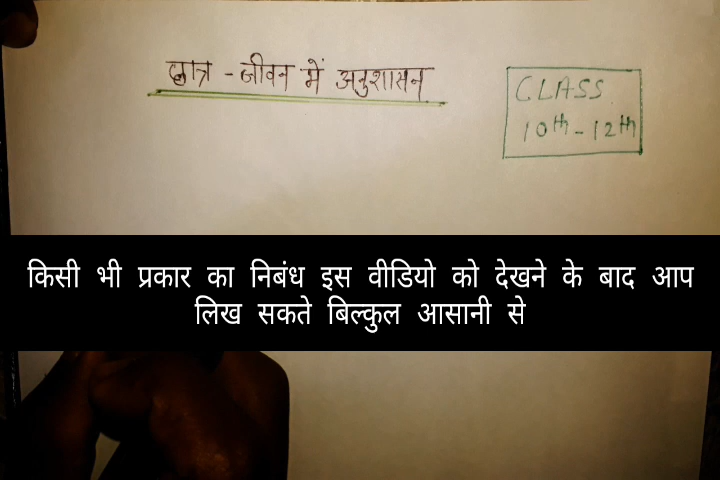 छात्र - जीवन में अनुशासन
CLASS
10th - 12th
किसी भी प्रकार का निबंध इस वीडियो को देखने के बाद आप
लिख सकते बिल्कुल आसानी से